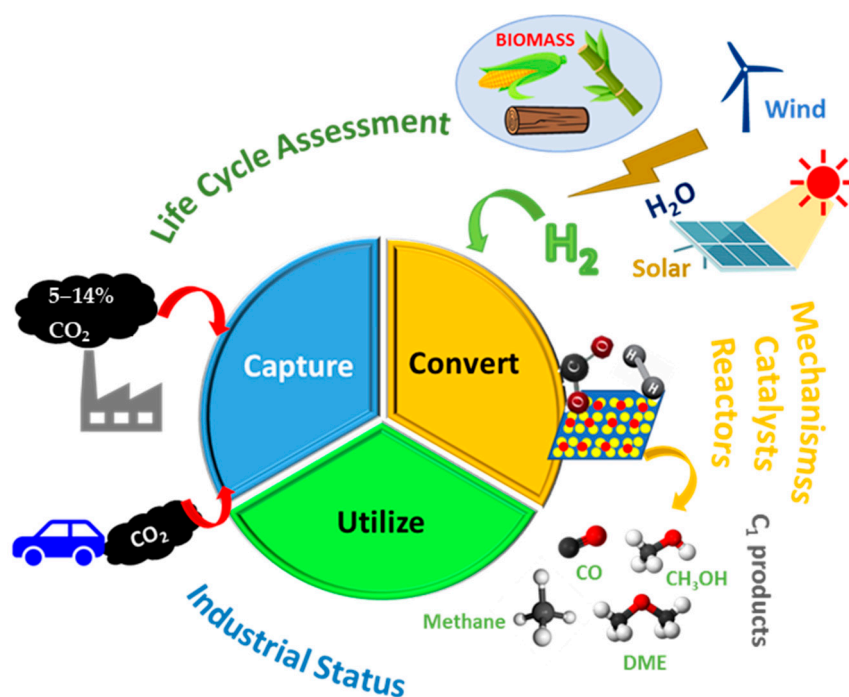 BIOMASS
Wind
Life Cycle Assessment
H₂O
H₂
Solar
5–14%
CO₂
Capture
Convert
C
O
O
H
H
Mechanismss
Catalysts
Reactors
Utilize
CO₂
CO
CH₃OH
C₁ products
Methane
DME
Industrial Status